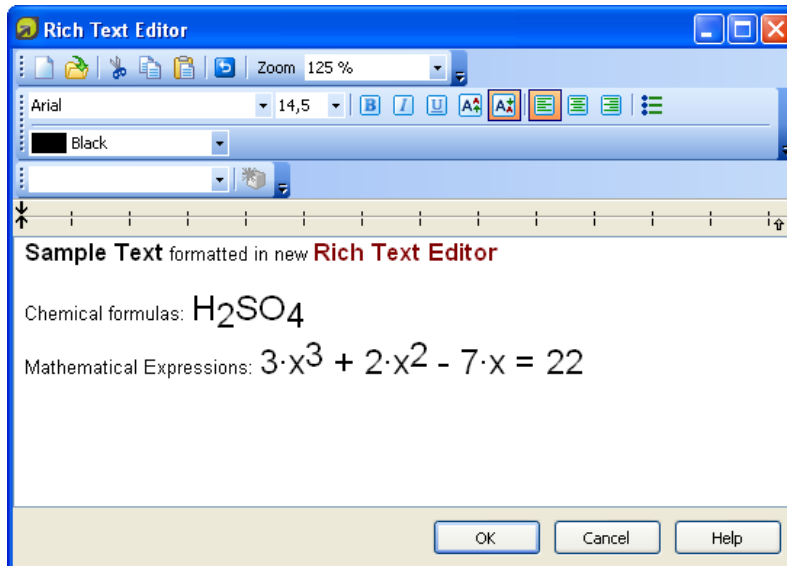 Rich Text Editor
Zoom 125 %
Arial 14,5 B I U A A
Black
Sample Text formatted in new Rich Text Editor
Chemical formulas: H₂SO₄
Mathematical Expressions: 3·x³ + 2·x² - 7·x = 22
OK Cancel Help